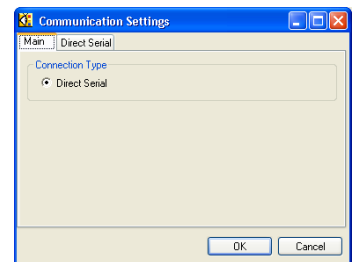 Communication Settings
Main Direct Serial
Connection Type
Direct Serial
OK Cancel